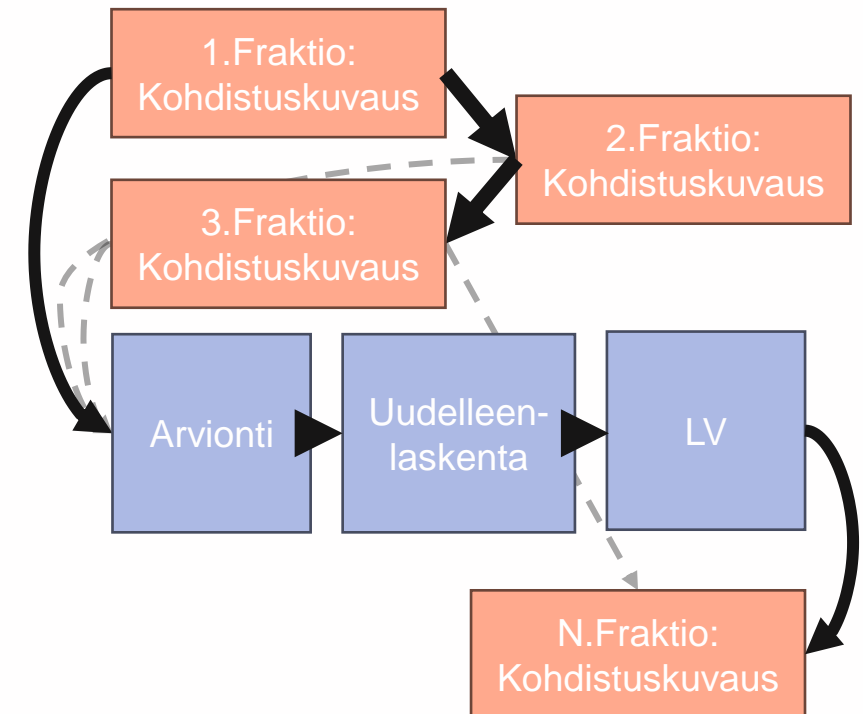 1.Fraktio:
Kohdistuskuvaus
2.Fraktio:
Kohdistuskuvaus
3.Fraktio:
Kohdistuskuvaus
Arvionti
Uudelleen-
laskenta
LV
N.Fraktio:
Kohdistuskuvaus